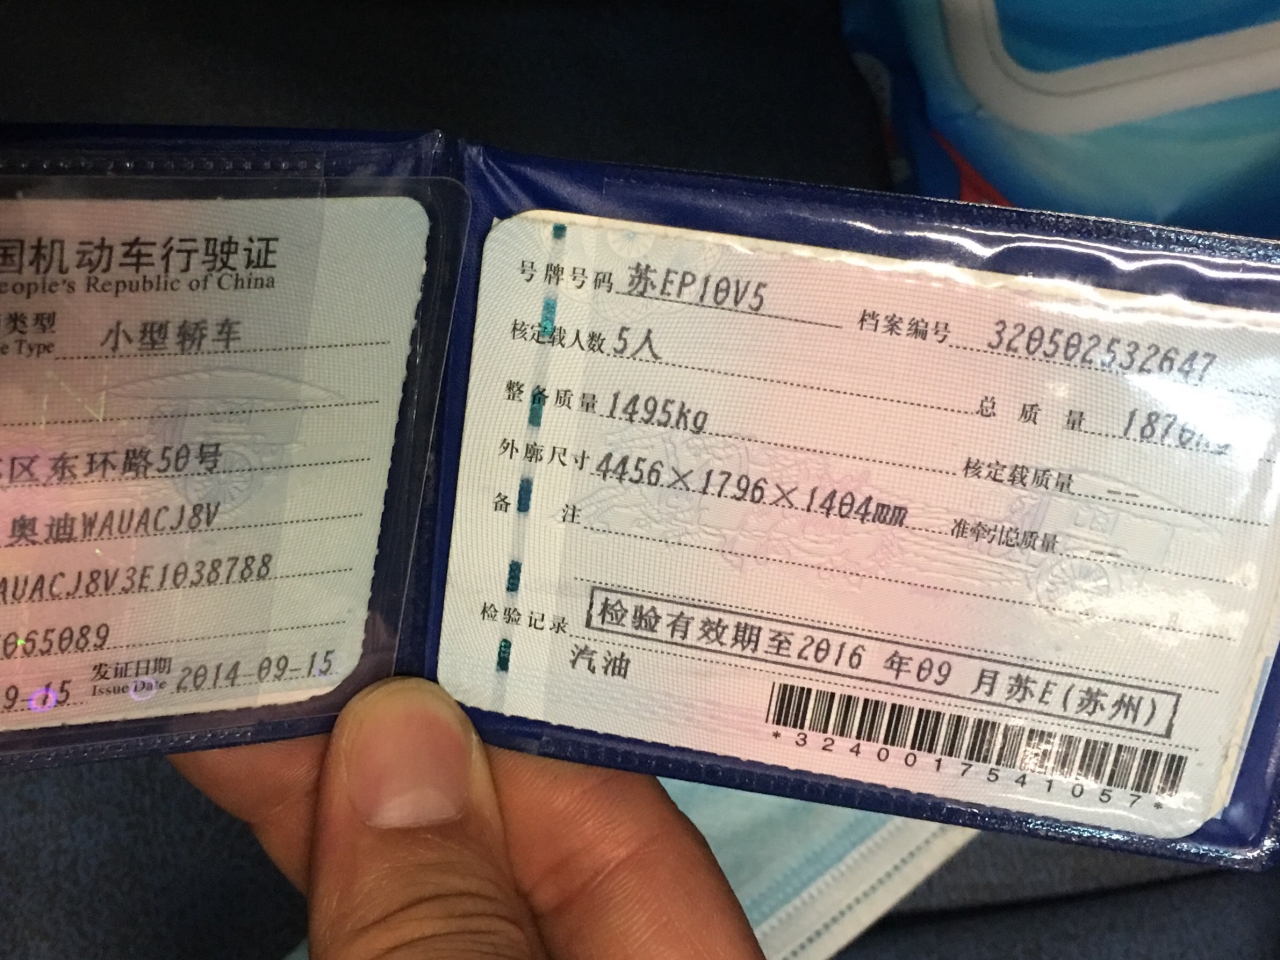 国机动车行驶证
eople's Republic of China
类型 小型轿车
e Type
区东环路50号
奥迪WAUACJ8V
AUACJ8V3E1038788
065089
9-15 发证日期 2014-09-15
Issue Date
号牌号码 苏EP10V5 档案编号 320502532647
核定载人数 5人 总质量
整备质量 1495kg 核定载质量 --
外廓尺寸 4456×1796×1404mm 准牵引总质量 --
备注
检验记录 检验有效期至2016 年09 月苏E(苏州)
汽油
*3240017541057*